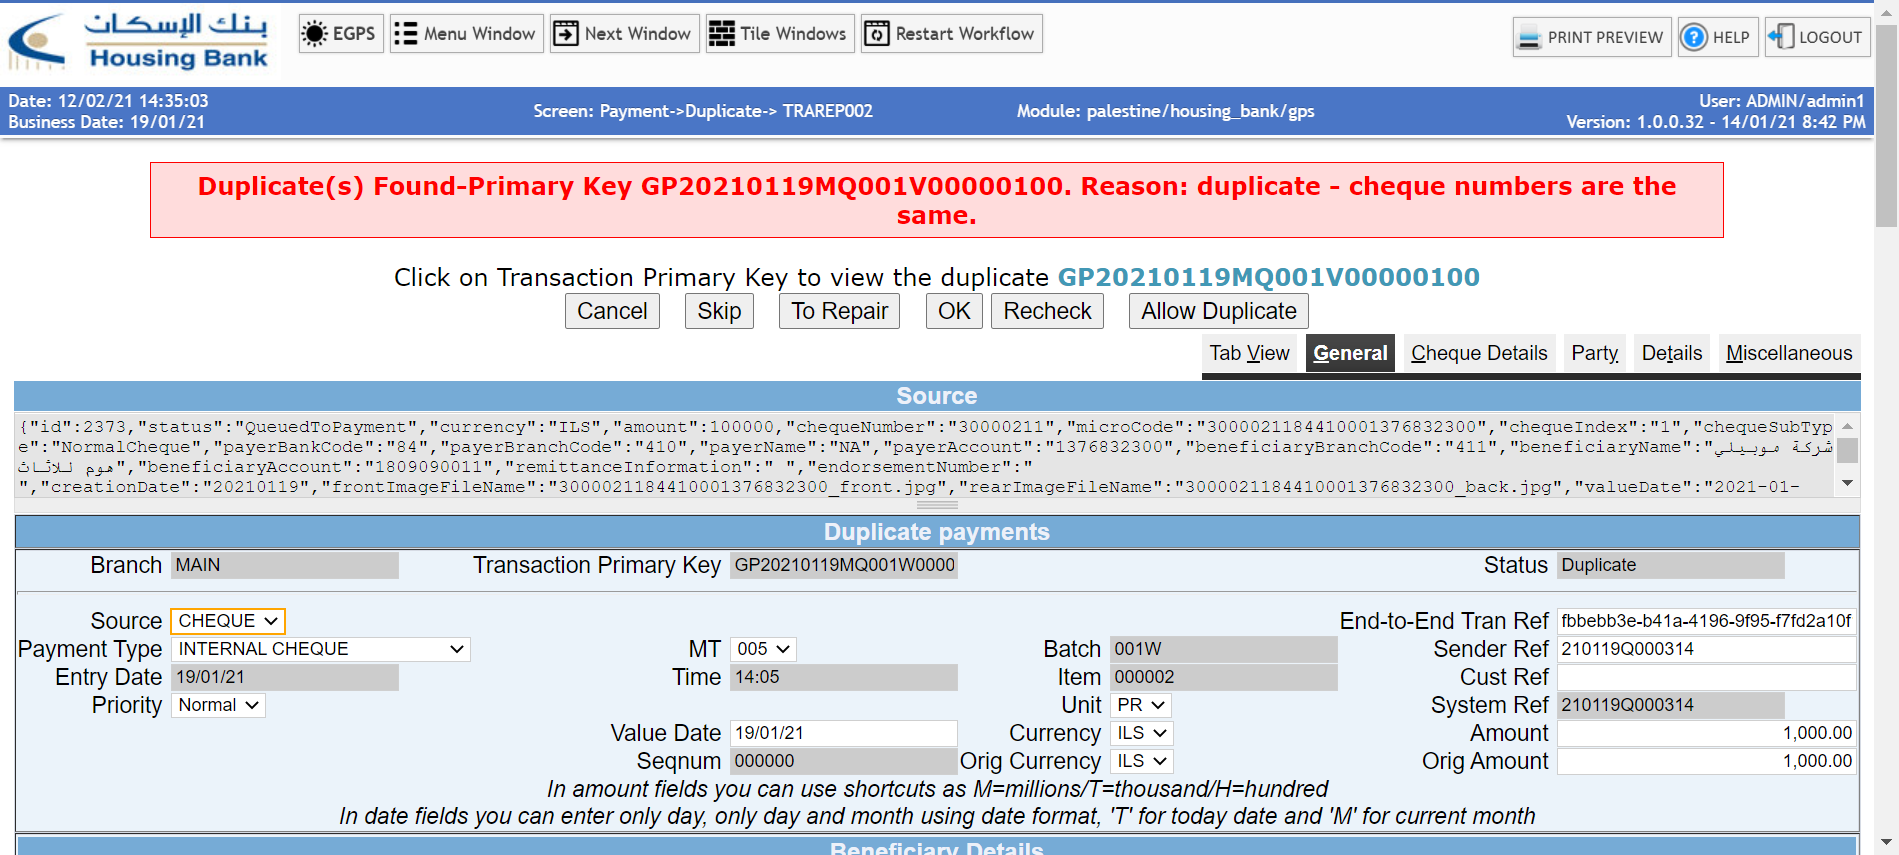 بنك الإسكان
Housing Bank
EGPS
Menu Window
Next Window
Tile Windows
Restart Workflow
PRINT PREVIEW
HELP
LOGOUT
Date: 12/02/21 14:35:03
Business Date: 19/01/21
Screen: Payment->Duplicate-> TRAREP002
Module: palestine/housing_bank/gps
User: ADMIN/admin1
Version: 1.0.0.32 - 14/01/21 8:42 PM
Duplicate(s) Found-Primary Key GP20210119MQ001V00000100. Reason: duplicate - cheque numbers are the
same.
Click on Transaction Primary Key to view the duplicate GP20210119MQ001V00000100
Cancel Skip To Repair OK Recheck Allow Duplicate
Tab View General Cheque Details Party Details Miscellaneous
Source
{"id":2373,"status":"QueuedToPayment","currency":"ILS","amount":100000,"chequeNumber":"30000211","microCode":"3000021184410001376832300","chequeIndex":"1","chequeSubTyp
e":"NormalCheque","payerBankCode":"84","payerBranchCode":"410","payerName":"NA","payerAccount":"1376832300","beneficiaryBranchCode":"411","beneficiaryName":"شركة موبيلي
هوم للاثاث","beneficiaryAccount":"1809090011","remittanceInformation":" ","endorsementNumber":"
","creationDate":"20210119","frontImageFileName":"3000021184410001376832300_front.jpg","rearImageFileName":"3000021184410001376832300_back.jpg","valueDate":"2021-01-
Duplicate payments
Branch MAIN Transaction Primary Key GP20210119MQ001W0000 Status Duplicate
Source CHEQUE End-to-End Tran Ref fbbebb3e-b41a-4196-9f95-f7fd2a10f
Payment Type INTERNAL CHEQUE MT 005 Batch 001W Sender Ref 210119Q000314
Entry Date 19/01/21 Time 14:05 Item 000002 Cust Ref
Priority Normal Unit PR System Ref 210119Q000314
Value Date 19/01/21 Currency ILS Amount 1,000.00
Seqnum 000000 Orig Currency ILS Orig Amount 1,000.00
In amount fields you can use shortcuts as M=millions/T=thousand/H=hundred
In date fields you can enter only day, only day and month using date format, 'T' for today date and 'M' for current month
Beneficiary Details